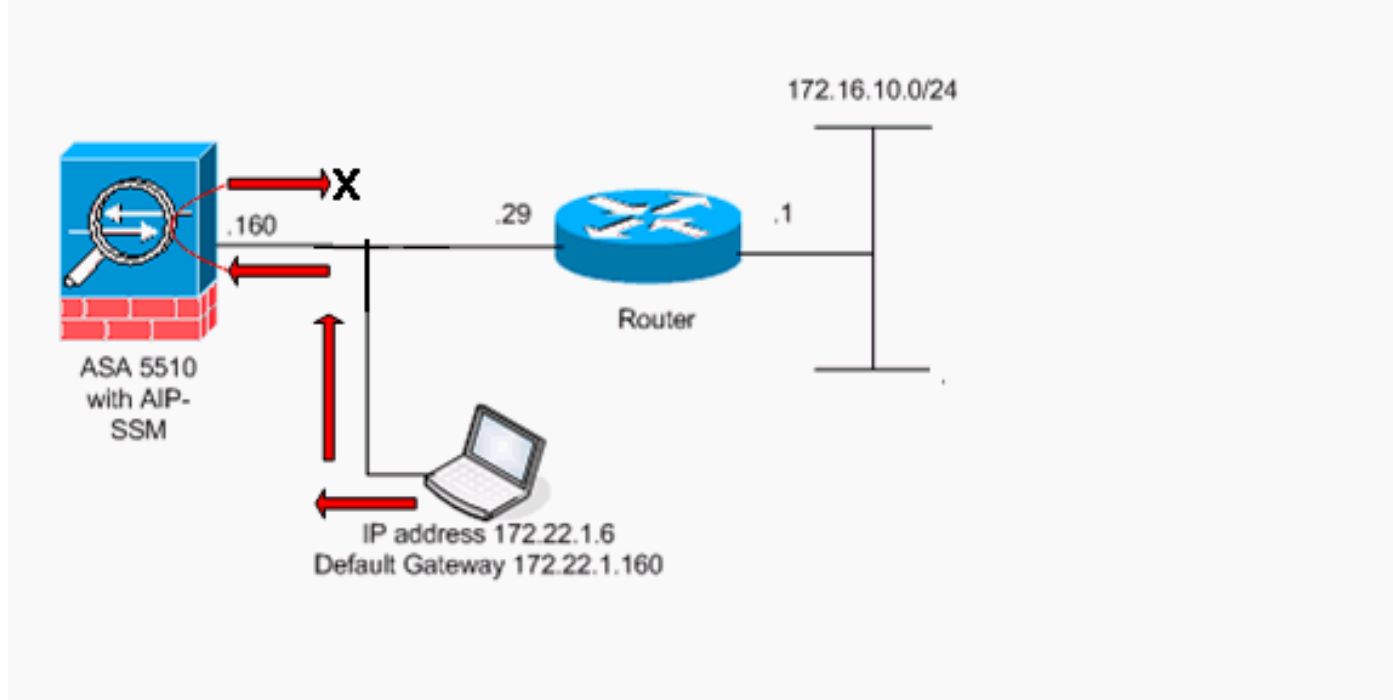 172.16.10.0/24
X
.160
.29
.1
Router
ASA 5510
with AIP-
SSM
IP address 172.22.1.6
Default Gateway 172.22.1.160